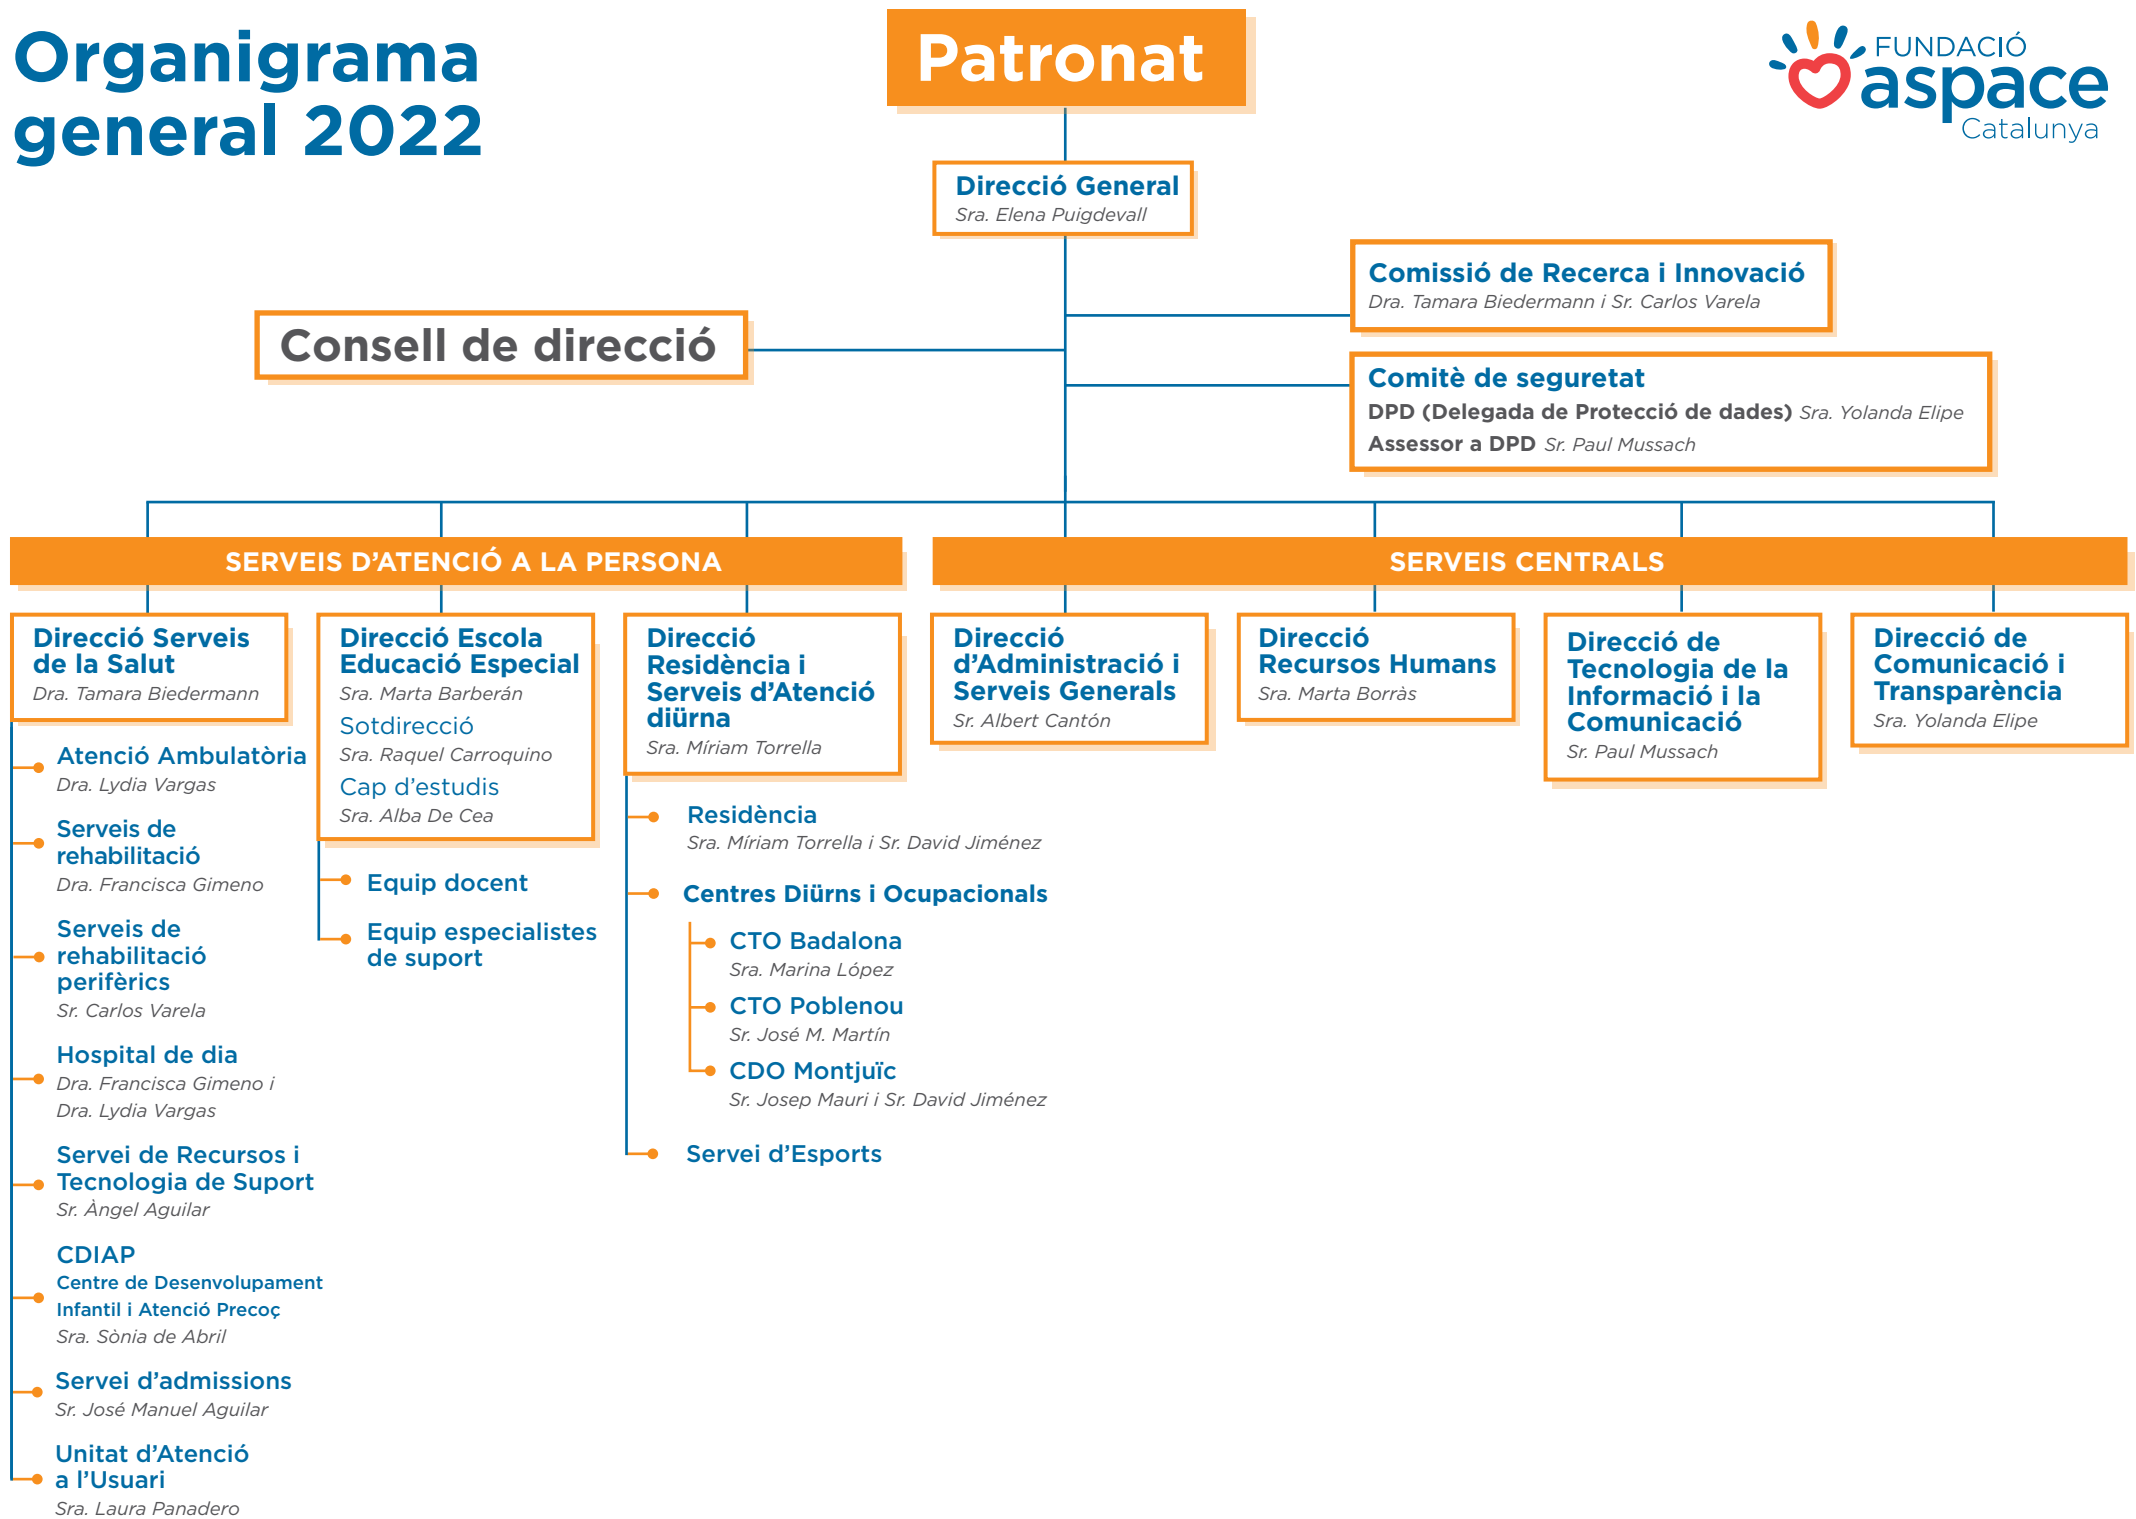 Organigrama
general 2022
Patronat
FUNDACIÓ
aspace
Catalunya
Direcció General
Sra. Elena Puigdevall
Comissió de Recerca i Innovació
Dra. Tamara Biedermann i Sr. Carlos Varela
Consell de direcció
Comitè de seguretat
DPD (Delegada de Protecció de dades) Sra. Yolanda Elipe
Assessor a DPD Sr. Paul Mussach
SERVEIS D'ATENCIÓ A LA PERSONA
SERVEIS CENTRALS
Direcció Serveis
de la Salut
Dra. Tamara Biedermann
Atenció Ambulatòria
Dra. Lydia Vargas
Serveis de
rehabilitació
Dra. Francisca Gimeno
Serveis de
rehabilitació
perifèrics
Sr. Carlos Varela
Hospital de dia
Dra. Francisca Gimeno i
Dra. Lydia Vargas
Servei de Recursos i
Tecnologia de Suport
Sr. Àngel Aguilar
CDIAP
Centre de Desenvolupament
Infantil i Atenció Precoç
Sra. Sònia de Abril
Servei d'admissions
Sr. José Manuel Aguilar
Unitat d'Atenció
a l'Usuari
Sra. Laura Panadero
Direcció Escola
Educació Especial
Sra. Marta Barberán
Sotdirecció
Sra. Raquel Carroquino
Cap d'estudis
Sra. Alba De Cea
Equip docent
Equip especialistes
de suport
Direcció
Residència i
Serveis d'Atenció
diürna
Sra. Míriam Torrella
Residència
Sra. Míriam Torrella i Sr. David Jiménez
Centres Diürns i Ocupacionals
CTO Badalona
Sra. Marina López
CTO Poblenou
Sr. José M. Martín
CDO Montjuïc
Sr. Josep Mauri i Sr. David Jiménez
Servei d'Esports
Direcció
d'Administració i
Serveis Generals
Sr. Albert Cantón
Direcció
Recursos Humans
Sra. Marta Borràs
Direcció de
Tecnologia de la
Informació i la
Comunicació
Sr. Paul Mussach
Direcció de
Comunicació i
Transparència
Sra. Yolanda Elipe